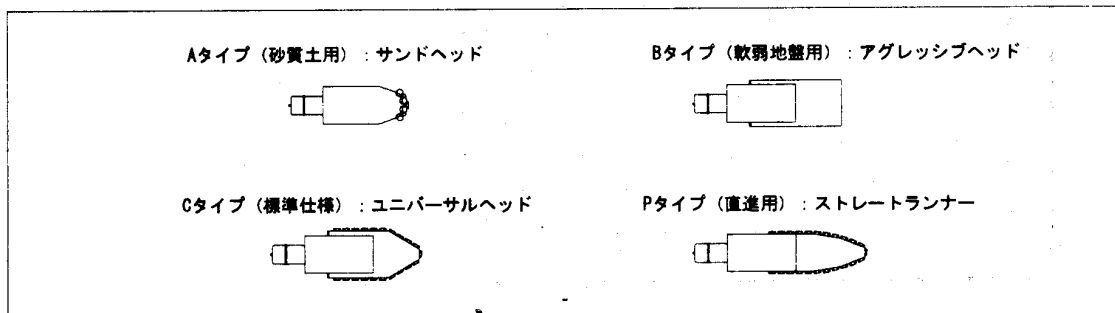 Aタイプ（砂質土用）：サンドヘッド
Bタイプ（軟弱地盤用）：アグレッシブヘッド
Cタイプ（標準仕様）：ユニバーサルヘッド
Pタイプ（直進用）：ストレートランナー